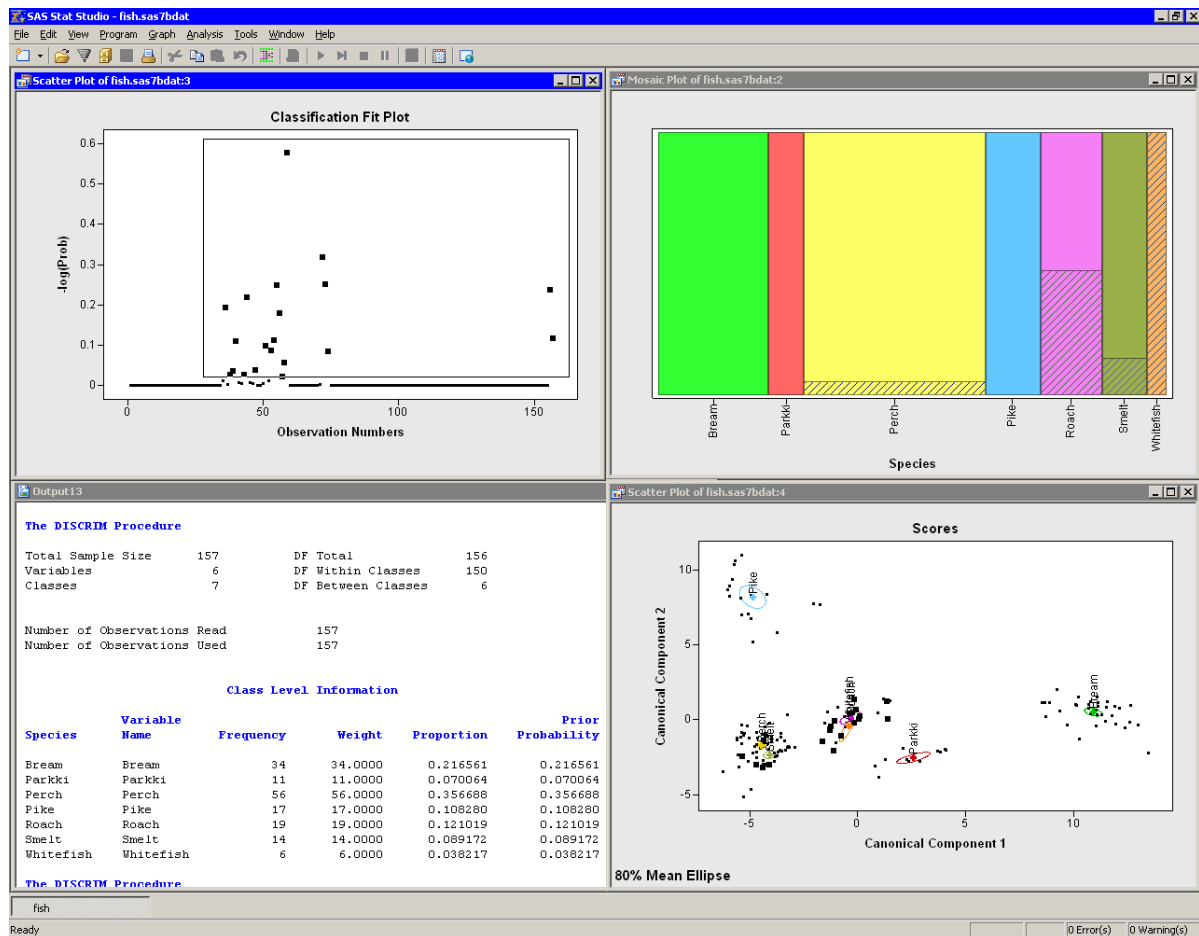 SAS Stat Studio - fish.sas7bdat
File Edit View Program Graph Analysis Tools Window Help
Scatter Plot of fish.sas7bdat:3
Classification Fit Plot
0.6
0.5
0.4
0.3
0.2
0.1
0
-log(Prob)
0 50 100 150
Observation Numbers
Mosaic Plot of fish.sas7bdat:2
Bream Parkki Perch Pike Roach Smelt Whitefish
Species
Output13
The DISCRIM Procedure
Total Sample Size 157 DF Total 156
Variables 6 DF Within Classes 150
Classes 7 DF Between Classes 6
Number of Observations Read 157
Number of Observations Used 157
Class Level Information
Variable Prior
Species Name Frequency Weight Proportion Probability
Bream Bream 34 34.0000 0.216561 0.216561
Parkki Parkki 11 11.0000 0.070064 0.070064
Perch Perch 56 56.0000 0.356688 0.356688
Pike Pike 17 17.0000 0.108280 0.108280
Roach Roach 19 19.0000 0.121019 0.121019
Smelt Smelt 14 14.0000 0.089172 0.089172
Whitefish Whitefish 6 6.0000 0.038217 0.038217
The DISCRIM Procedure
Scatter Plot of fish.sas7bdat:4
Scores
10
5
0
-5
Canonical Component 2
Pike
Parkki
Bream
-5 0 5 10
Canonical Component 1
80% Mean Ellipse
fish
Ready
0 Error(s) 0 Warning(s)